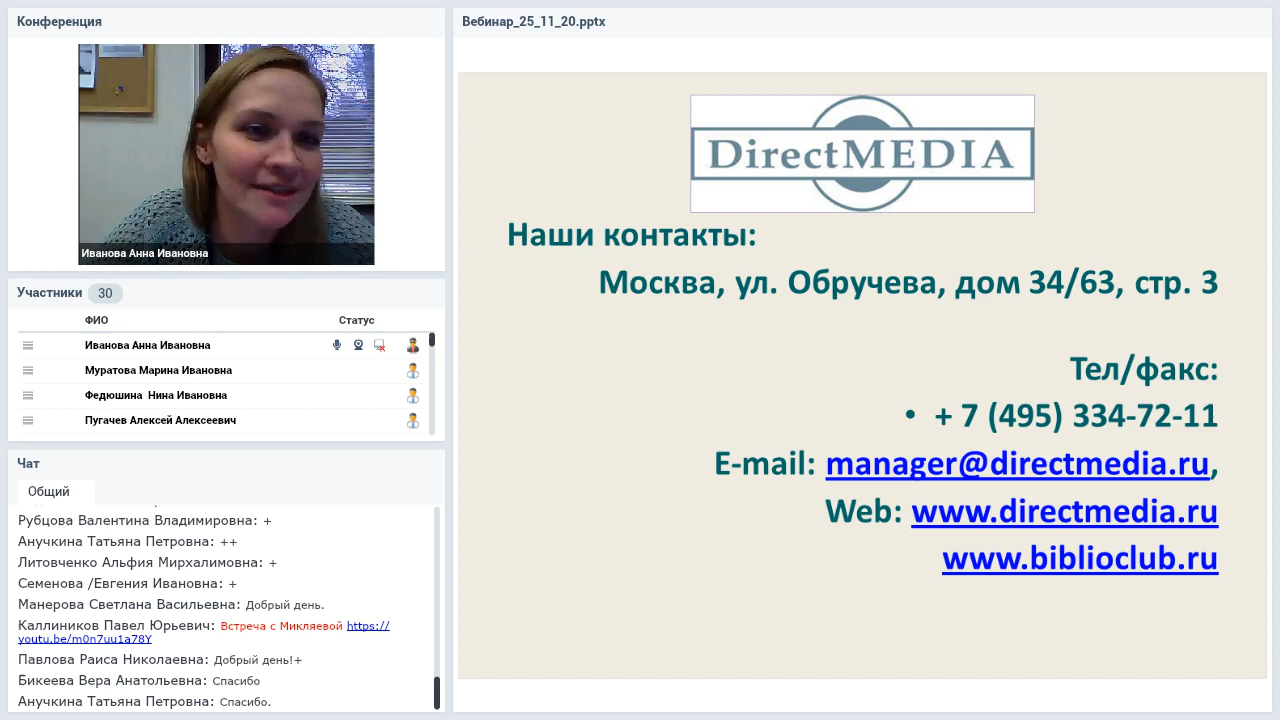 Конференция
Иванова Анна Ивановна
Участники 30
ФИО Статус
Иванова Анна Ивановна
Муратова Марина Ивановна
Федюшина Нина Ивановна
Пугачев Алексей Алексеевич
Чат
Общий
Рубцова Валентина Владимировна: +
Анучкина Татьяна Петровна: ++
Литовченко Альфия Мирхалимовна: +
Семенова /Евгения Ивановна: +
Манерова Светлана Васильевна: Добрый день.
Каллиников Павел Юрьевич: Встреча с Микляевой https://
youtu.be/m0n7uu1a78Y
Павлова Раиса Николаевна: Добрый день!+
Бикеева Вера Анатольевна: Спасибо
Анучкина Татьяна Петровна: Спасибо.
Вебинар_25_11_20.pptx
DirectMEDIA
Наши контакты:
Москва, ул. Обручева, дом 34/63, стр. 3
Тел/факс:
• + 7 (495) 334-72-11
E-mail: manager@directmedia.ru,
Web: www.directmedia.ru
www.biblioclub.ru